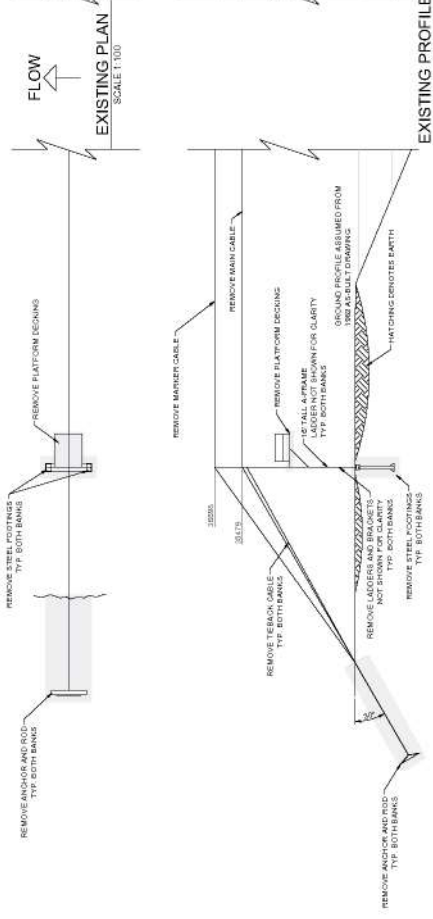 FLOW
EXISTING PLAN
SCALE 1:100
REMOVE STEEL FOOTINGS
TYP. BOTH BANKS
REMOVE PLATFORM DECKING
REMOVE ANCHOR AND ROD
TYP. BOTH BANKS
REMOVE MARKER CABLE
REMOVE MAIN CABLE
REMOVE PLATFORM DECKING
16' TALL A-FRAME
LADDER NOT SHOWN FOR CLARITY
TYP. BOTH BANKS
GROUND PROFILE ASSUMED FROM
1962 AS-BUILT DRAWING
HATCHING DENOTES EARTH
REMOVE TIEBACK CABLE
TYP. BOTH BANKS
REMOVE LADDERS AND BRACKETS
NOT SHOWN FOR CLARITY
TYP. BOTH BANKS
REMOVE STEEL FOOTINGS
TYP. BOTH BANKS
30°
REMOVE ANCHOR AND ROD
TYP. BOTH BANKS
EXISTING PROFILE